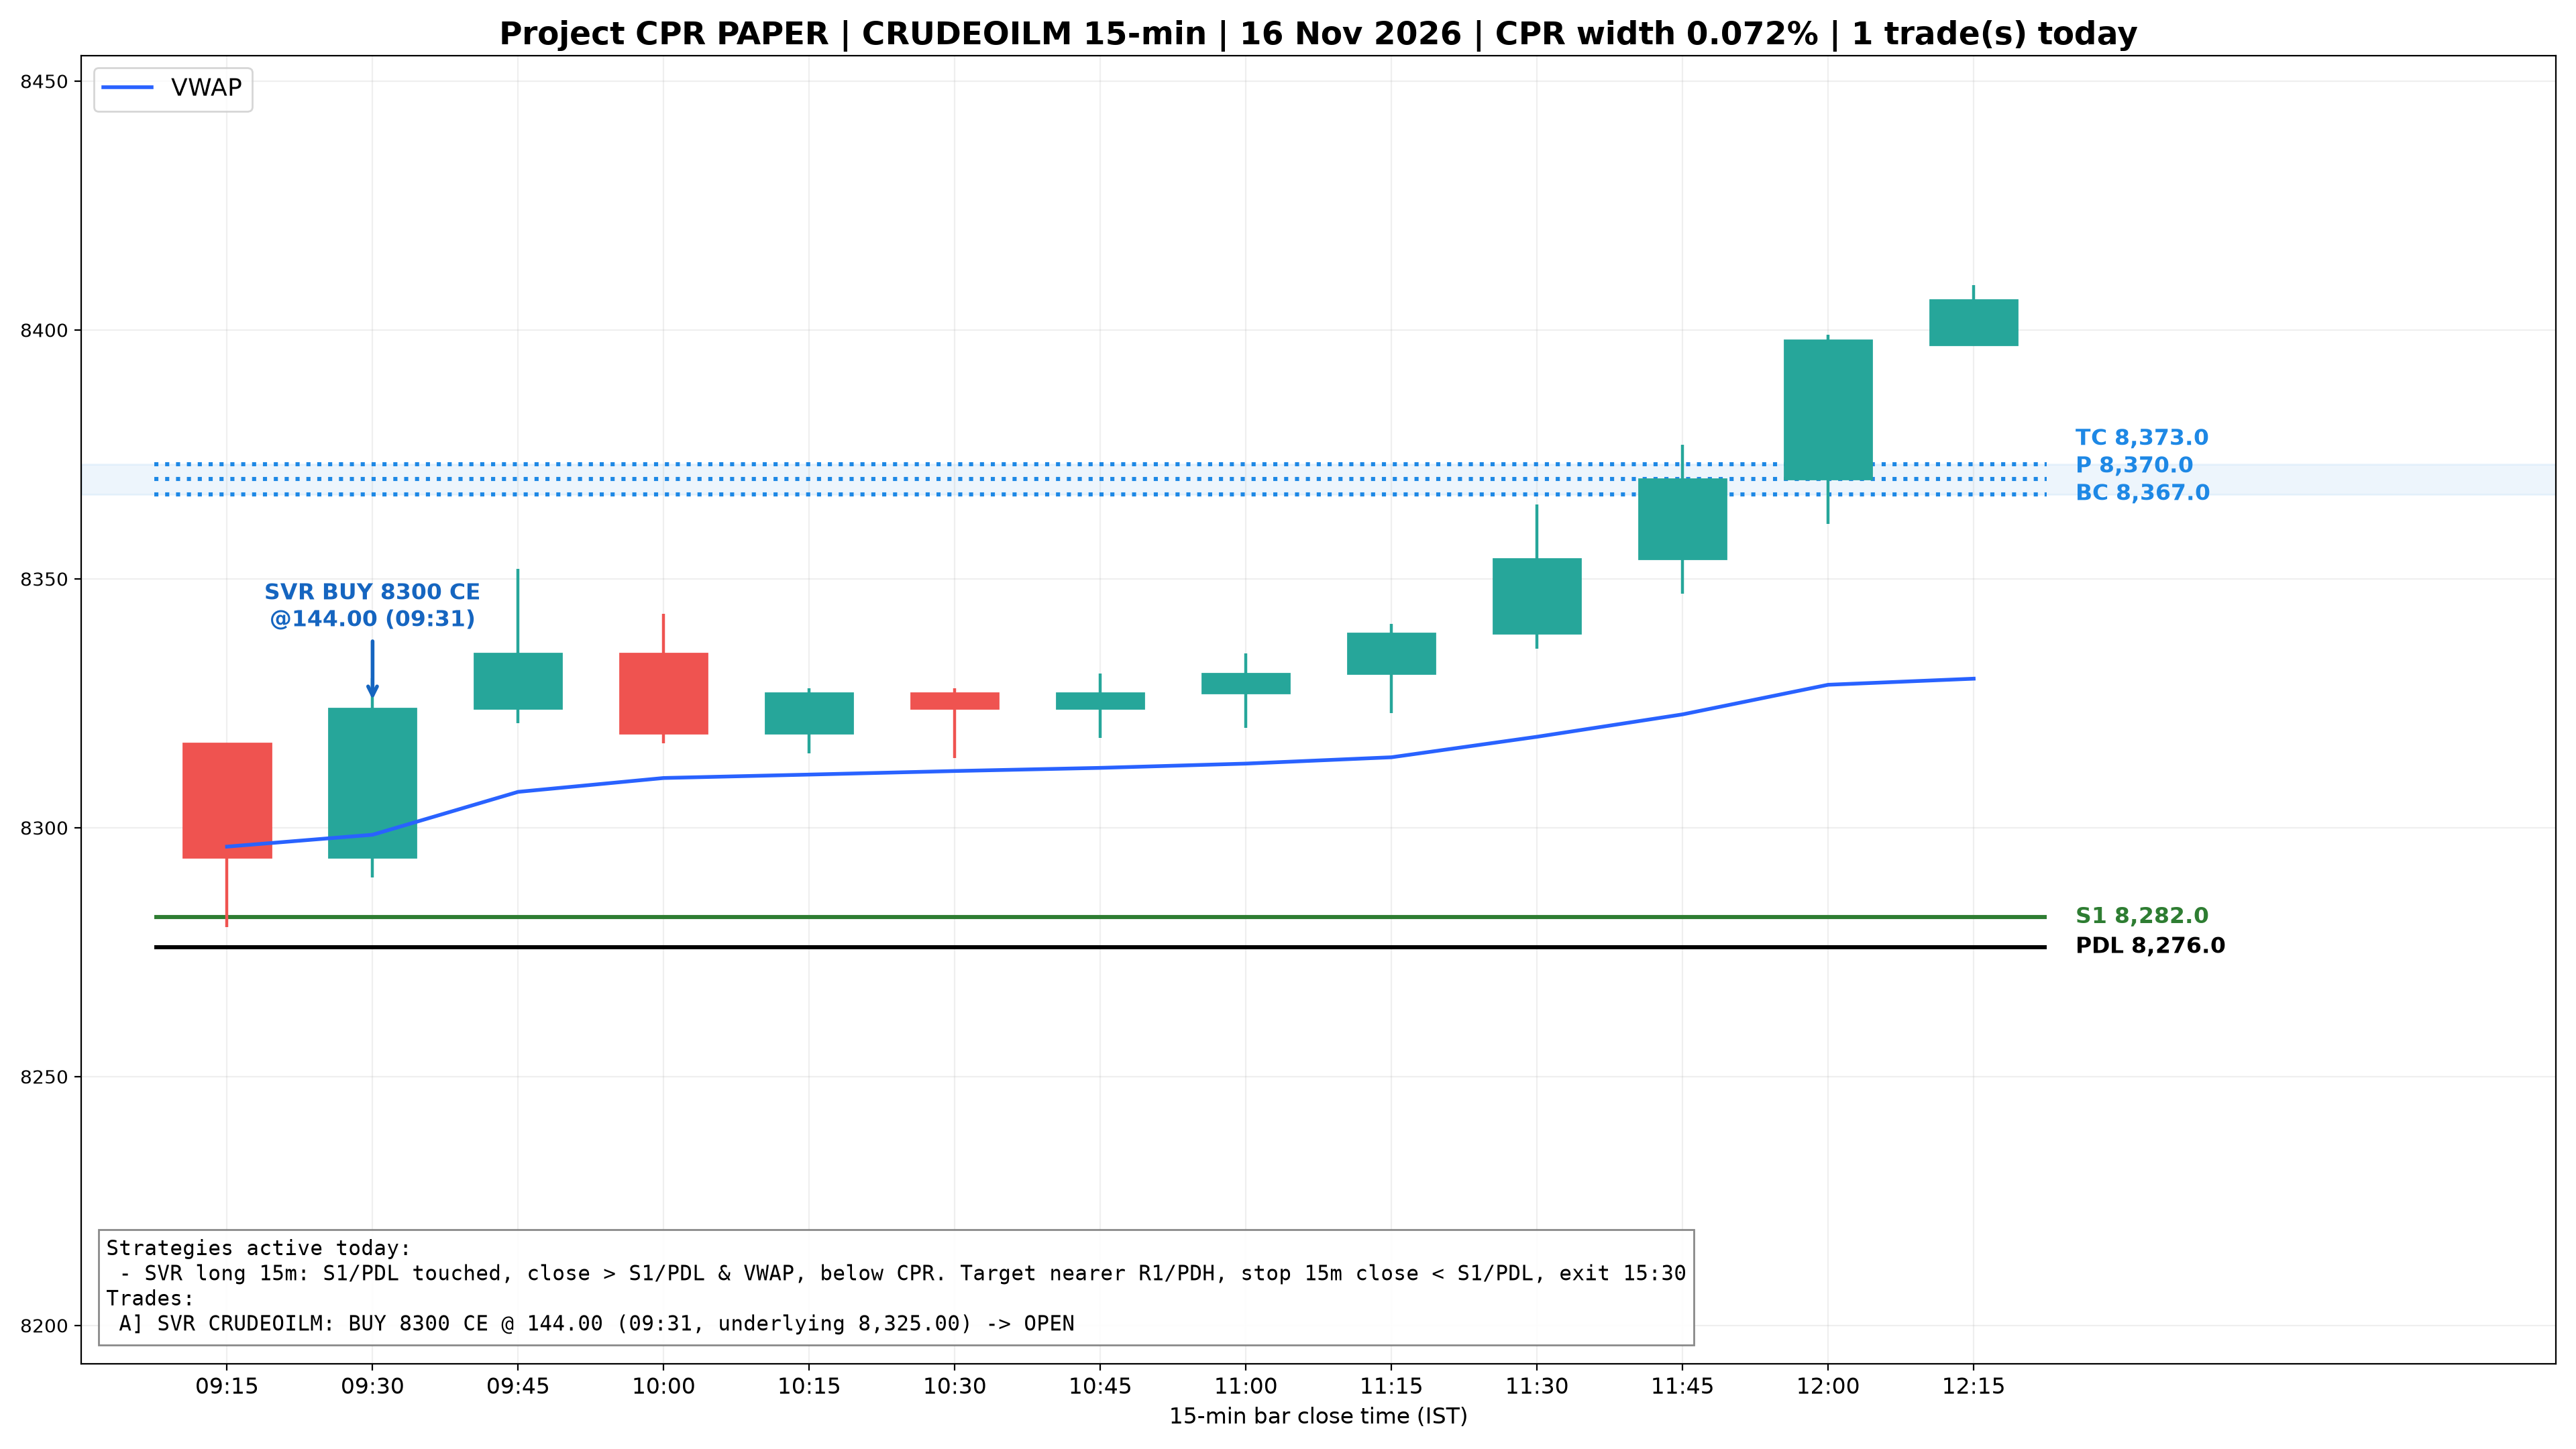 Project CPR PAPER | CRUDEOILM 15-min | 16 Nov 2026 | CPR width 0.072% | 1 trade(s) today
VWAP
8450
8400
8350
8300
8250
8200
TC 8,373.0
P 8,370.0
BC 8,367.0
SVR BUY 8300 CE
@144.00 (09:31)
S1 8,282.0
PDL 8,276.0
Strategies active today:
- SVR long 15m: S1/PDL touched, close > S1/PDL & VWAP, below CPR. Target nearer R1/PDH, stop 15m close < S1/PDL, exit 15:30
Trades:
A] SVR CRUDEOILM: BUY 8300 CE @ 144.00 (09:31, underlying 8,325.00) -> OPEN
09:15 09:30 09:45 10:00 10:15 10:30 10:45 11:00 11:15 11:30 11:45 12:00 12:15
15-min bar close time (IST)